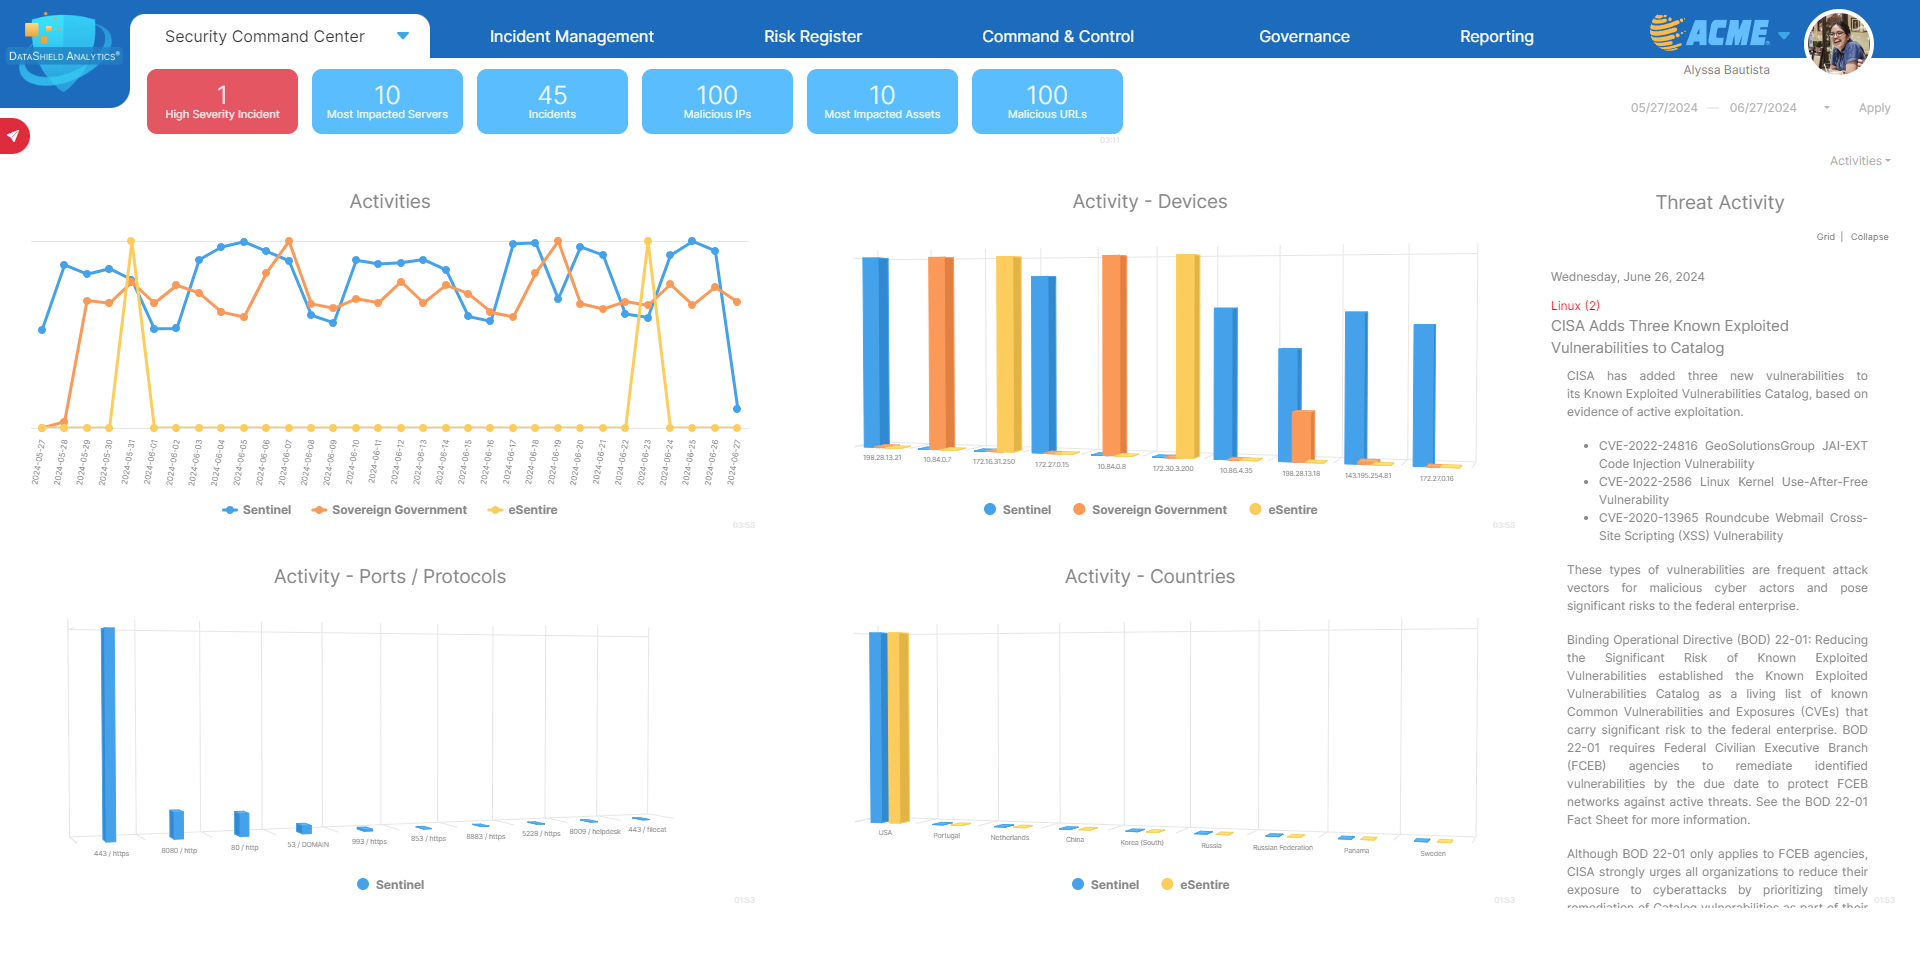 DATASHIELD ANALYTICS®
Security Command Center
Incident Management
Risk Register
Command & Control
Governance
Reporting
ACME
Alyssa Bautista
1
High Severity Incident
10
Most Impacted Servers
45
Incidents
100
Malicious IPs
10
Most Impacted Assets
100
Malicious URLs
03:11
05/27/2024 — 06/27/2024
Apply
Activities
Activities
2024-05-27
2024-05-28
2024-05-29
2024-05-30
2024-05-31
2024-06-01
2024-06-02
2024-06-03
2024-06-04
2024-06-05
2024-06-06
2024-06-07
2024-06-08
2024-06-09
2024-06-10
2024-06-11
2024-06-12
2024-06-13
2024-06-14
2024-06-15
2024-06-16
2024-06-17
2024-06-18
2024-06-19
2024-06-20
2024-06-21
2024-06-22
2024-06-23
2024-06-24
2024-06-25
2024-06-26
2024-06-27
Sentinel
Sovereign Government
eSentire
03:53
Activity - Devices
198.28.13.21
10.84.0.7
172.16.31.250
172.27.0.15
10.84.0.8
172.30.3.200
10.86.4.35
198.28.13.18
143.195.254.81
172.27.0.16
Sentinel
Sovereign Government
eSentire
03:53
Activity - Ports / Protocols
443 / https
8080 / http
80 / http
53 / DOMAIN
993 / https
853 / https
8883 / https
5228 / https
8009 / helpdesk
443 / filecat
Sentinel
01:53
Activity - Countries
USA
Portugal
Netherlands
China
Korea (South)
Russia
Russian Federation
Panama
Sweden
Sentinel
eSentire
01:53
Threat Activity
Grid | Collapse
Wednesday, June 26, 2024
Linux (2)
CISA Adds Three Known Exploited
Vulnerabilities to Catalog
CISA has added three new vulnerabilities to
its Known Exploited Vulnerabilities Catalog, based on
evidence of active exploitation.
• CVE-2022-24816 GeoSolutionsGroup JAI-EXT
Code Injection Vulnerability
• CVE-2022-2586 Linux Kernel Use-After-Free
Vulnerability
• CVE-2020-13965 Roundcube Webmail Cross-
Site Scripting (XSS) Vulnerability
These types of vulnerabilities are frequent attack
vectors for malicious cyber actors and pose
significant risks to the federal enterprise.
Binding Operational Directive (BOD) 22-01: Reducing
the Significant Risk of Known Exploited
Vulnerabilities established the Known Exploited
Vulnerabilities Catalog as a living list of known
Common Vulnerabilities and Exposures (CVEs) that
carry significant risk to the federal enterprise. BOD
22-01 requires Federal Civilian Executive Branch
(FCEB) agencies to remediate identified
vulnerabilities by the due date to protect FCEB
networks against active threats. See the BOD 22-01
Fact Sheet for more information.
Although BOD 22-01 only applies to FCEB agencies,
CISA strongly urges all organizations to reduce their
exposure to cyberattacks by prioritizing timely
remediation of Catalog vulnerabilities as part of their
01:53